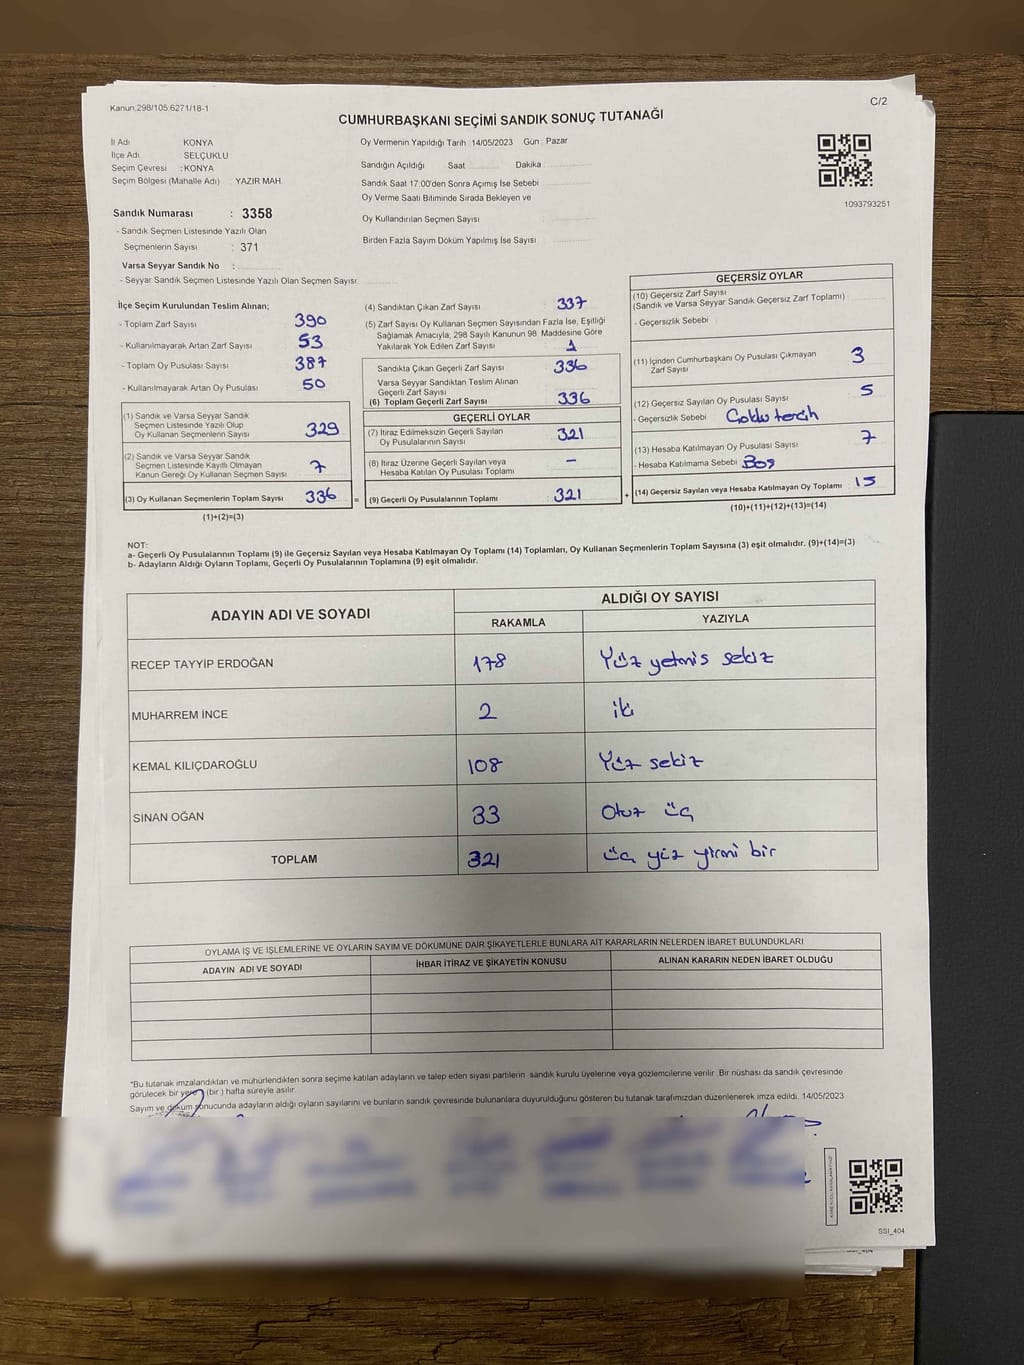 Kanun.298/105;6271/18-1
C/2
CUMHURBAŞKANI SEÇİMİ SANDIK SONUÇ TUTANAĞI
İl Adı KONYA
İlçe Adı SELÇUKLU
Seçim Çevresi : KONYA
Seçim Bölgesi (Mahalle Adı) YAZIR MAH.
Sandık Numarası : 3358
- Sandık Seçmen Listesinde Yazılı Olan
Seçmenlerin Sayısı : 371
Varsa Seyyar Sandık No :
- Seyyar Sandık Seçmen Listesinde Yazılı Olan Seçmen Sayısı:
Oy Vermenin Yapıldığı Tarih : 14/05/2023 Gün : Pazar
Sandığın Açıldığı Saat Dakika
Sandık Saat 17:00'den Sonra Açımış İse Sebebi
Oy Verme Saati Bitiminde Sırada Bekleyen ve
Oy Kullandırılan Seçmen Sayısı
Birden Fazla Sayım Döküm Yapılmış İse Sayısı
1093793251
İlçe Seçim Kurulundan Teslim Alınan;
- Toplam Zarf Sayısı 390
- Kullanılmayarak Artan Zarf Sayısı 53
- Toplam Oy Pusulası Sayısı 387
- Kullanılmayarak Artan Oy Pusulası 50
(1) Sandık ve Varsa Seyyar Sandık
Seçmen Listesinde Yazılı Olup
Oy Kullanan Seçmenlerin Sayısı 329
(2) Sandık ve Varsa Seyyar Sandık
Seçmen Listesinde Kayıtlı Olmayan
Kanun Gereği Oy Kullanan Seçmen Sayısı 7
(3) Oy Kullanan Seçmenlerin Toplam Sayısı 336
(1)+(2)=(3)
(4) Sandıktan Çıkan Zarf Sayısı 337
(5) Zarf Sayısı Oy Kullanan Seçmen Sayısından Fazla İse, Eşitliği
Sağlamak Amacıyla, 298 Sayılı Kanunun 98. Maddesine Göre
Yakılarak Yok Edilen Zarf Sayısı 1
Sandıkta Çıkan Geçerli Zarf Sayısı 336
Varsa Seyyar Sandıktan Teslim Alınan
Geçerli Zarf Sayısı
(6) Toplam Geçerli Zarf Sayısı 336
GEÇERLİ OYLAR
(7) İtiraz Edilmeksizin Geçerli Sayılan
Oy Pusulalarının Sayısı 321
(8) İtiraz Üzerine Geçerli Sayılan veya
Hesaba Katılan Oy Pusulası Toplamı -
= (9) Geçerli Oy Pusulalarının Toplamı 321 +
GEÇERSİZ OYLAR
(10) Geçersiz Zarf Sayısı
(Sandık ve Varsa Seyyar Sandık Geçersiz Zarf Toplamı)
- Geçersizlik Sebebi
(11) İçinden Cumhurbaşkanı Oy Pusulası Çıkmayan
Zarf Sayısı 3
(12) Geçersiz Sayılan Oy Pusulası Sayısı 5
- Geçersizlik Sebebi Çoklu tercih
(13) Hesaba Katılmayan Oy Pusulası Sayısı 7
- Hesaba Katılmama Sebebi Boş
(14) Geçersiz Sayılan veya Hesaba Katılmayan Oy Toplamı 15
(10)+(11)+(12)+(13)=(14)
NOT:
a- Geçerli Oy Pusulalarının Toplamı (9) ile Geçersiz Sayılan veya Hesaba Katılmayan Oy Toplamı (14) Toplamları, Oy Kullanan Seçmenlerin Toplam Sayısına (3) eşit olmalıdır. (9)+(14)=(3)
b- Adayların Aldığı Oyların Toplamı, Geçerli Oy Pusulalarının Toplamına (9) eşit olmalıdır.
ADAYIN ADI VE SOYADI ALDIĞI OY SAYISI
RAKAMLA YAZIYLA
RECEP TAYYİP ERDOĞAN 178 Yüz yetmis sekiz
MUHARREM İNCE 2 iki
KEMAL KILIÇDAROĞLU 108 Yüz sekiz
SİNAN OĞAN 33 Otuz üç
TOPLAM 321 üç yüz yirmi bir
OYLAMA İŞ VE İŞLEMLERİNE VE OYLARIN SAYIM VE DÖKÜMÜNE DAİR ŞİKAYETLERLE BUNLARA AİT KARARLARIN NELERDEN İBARET BULUNDUKLARI
ADAYIN ADI VE SOYADI İHBAR İTİRAZ VE ŞİKAYETİN KONUSU ALINAN KARARIN NEDEN İBARET OLDUĞU
*Bu tutanak imzalandıktan ve mühürlendikten sonra seçime katılan adayların ve talep eden siyasi partilerin sandık kurulu üyelerine veya gözlemcilerine verilir. Bir nüshası da sandık çevresinde
görülecek bir yere (bir ) hafta süreyle asılır.
Sayım ve döküm sonucunda adayların aldığı oyların sayılarını ve bunların sandık çevresinde bulunanlara duyurulduğunu gösteren bu tutanak tarafımızdan düzenlenerek imza edildi. 14/05/2023
SSI_404